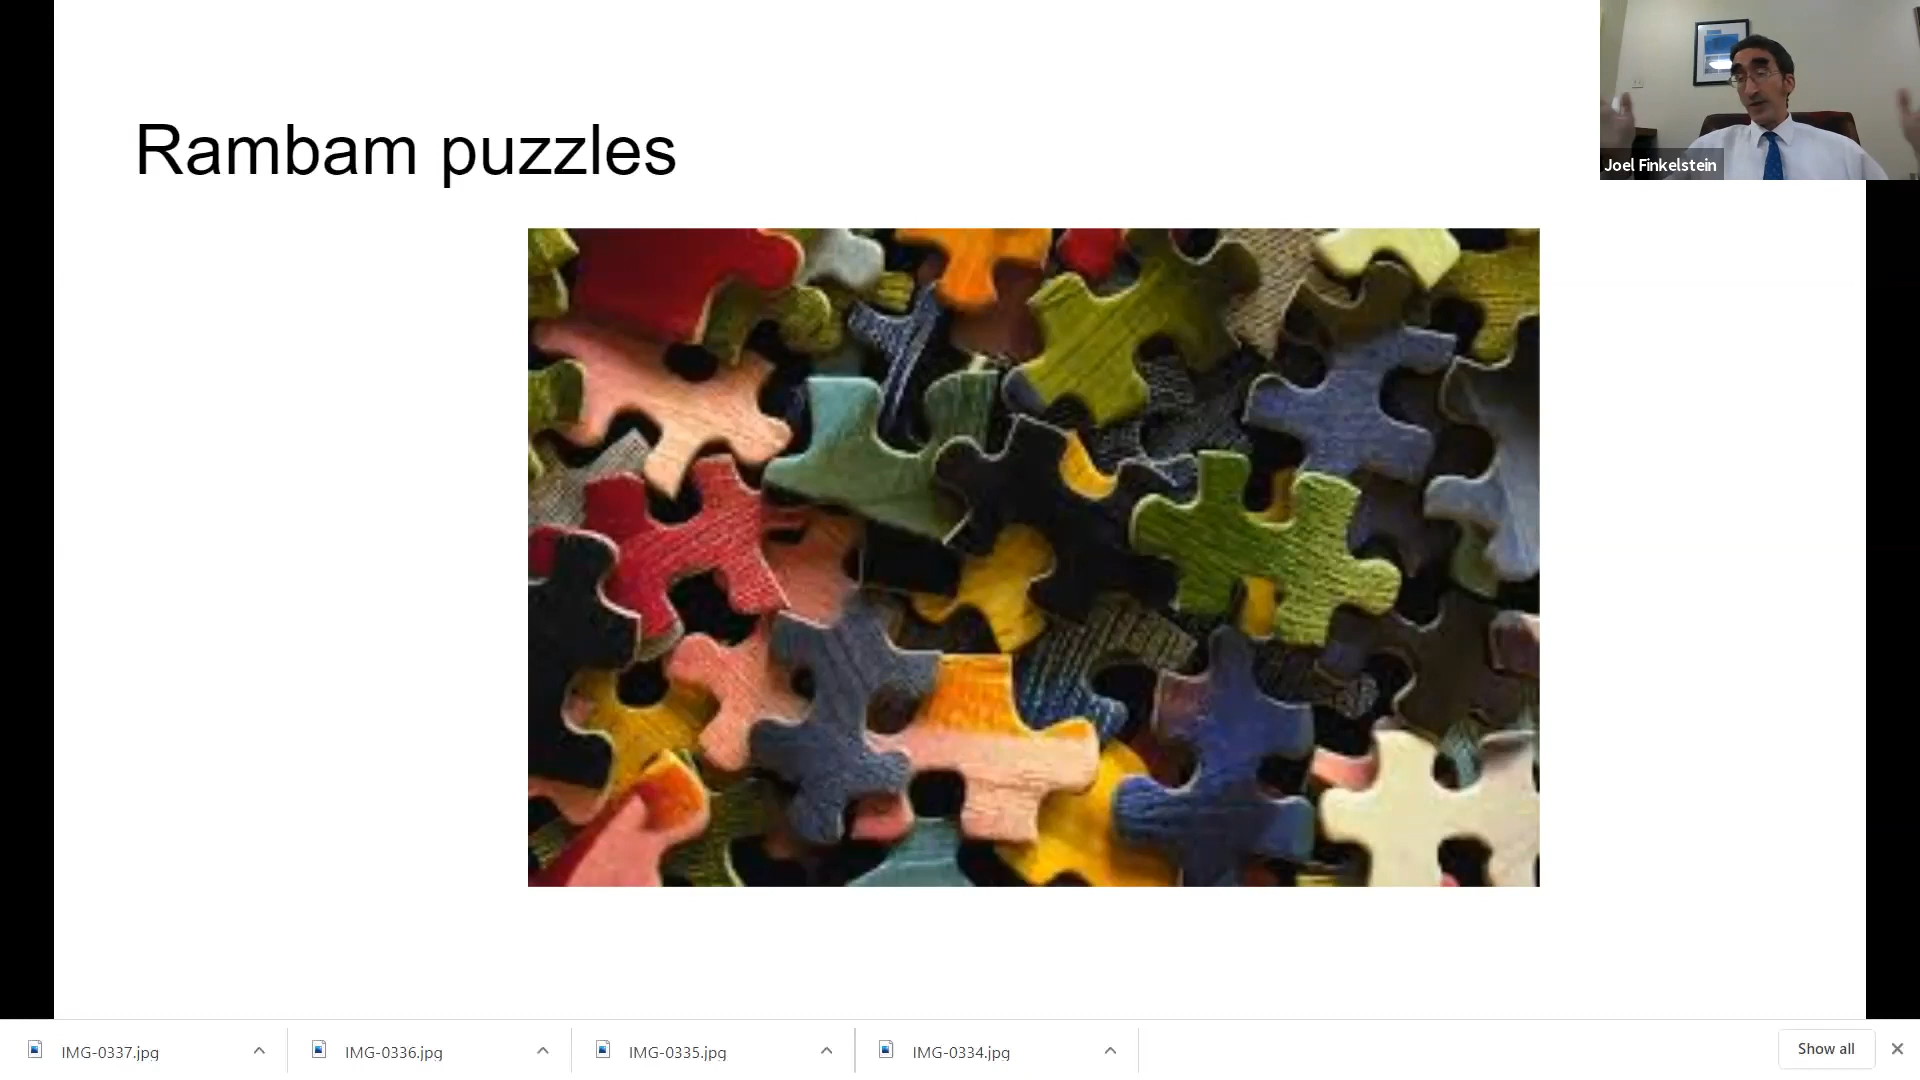 Rambam puzzles
Joel Finkelstein
IMG-0337.jpg
IMG-0336.jpg
IMG-0335.jpg
IMG-0334.jpg
Show all